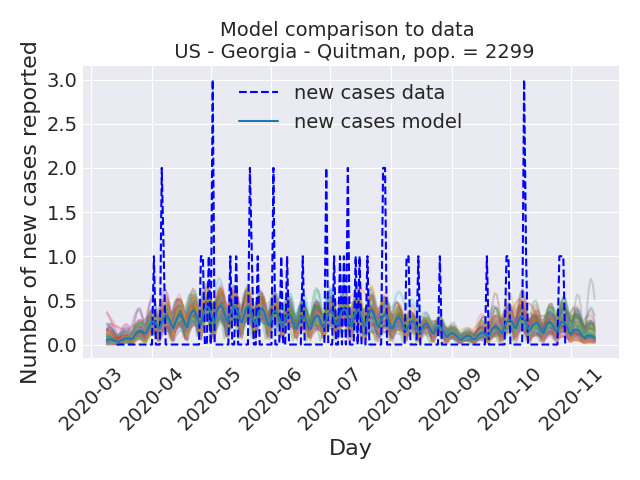 Model comparison to data
US - Georgia - Quitman, pop. = 2299
Number of new cases reported
3.0
2.5
2.0
1.5
1.0
0.5
0.0
new cases data
new cases model
2020-03
2020-04
2020-05
2020-06
2020-07
2020-08
2020-09
2020-10
2020-11
Day